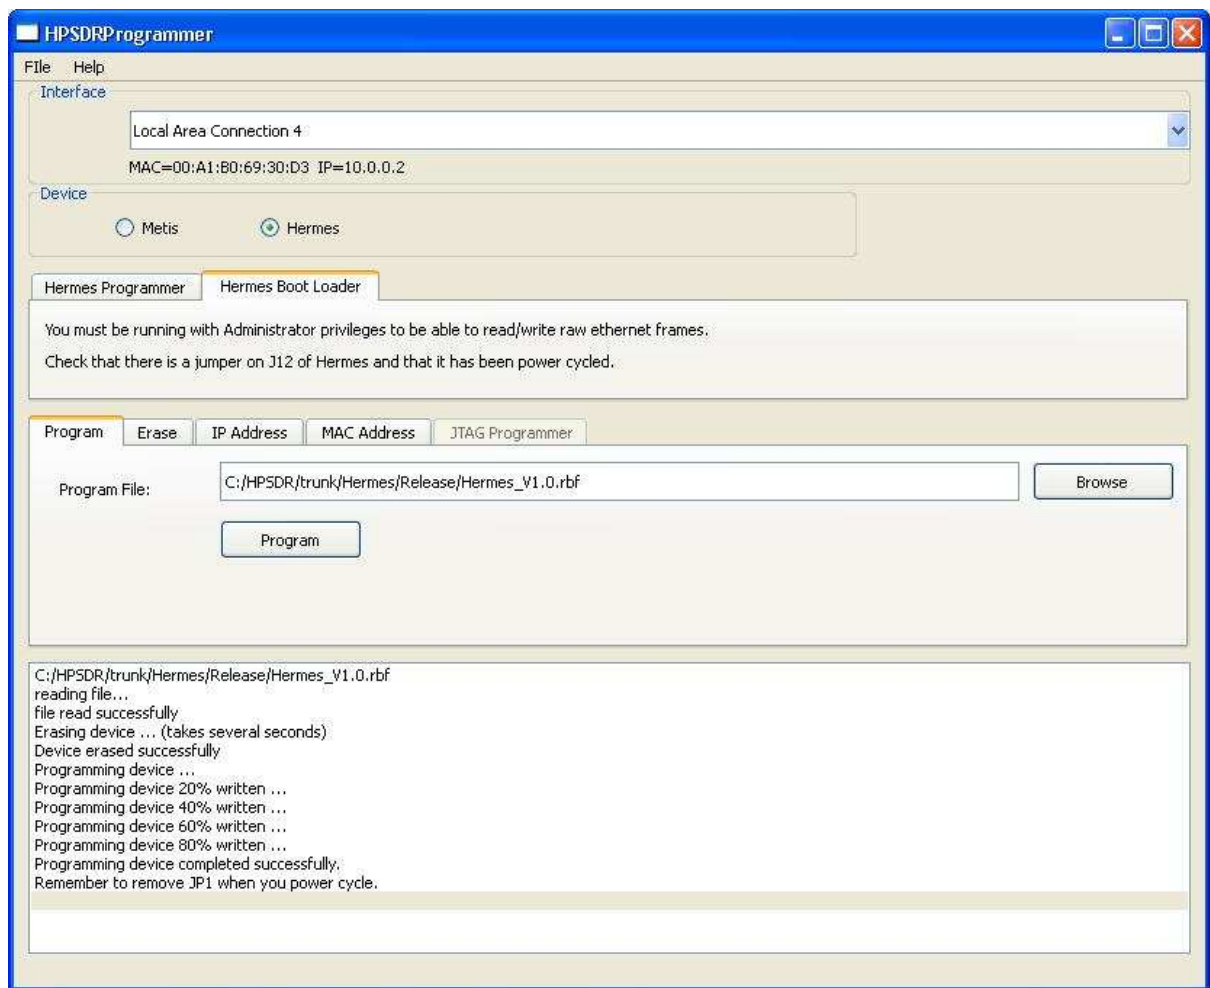 HPSDRProgrammer
FIle Help
Interface
Local Area Connection 4
MAC=00:A1:B0:69:30:D3 IP=10.0.0.2
Device
Metis Hermes
Hermes Programmer Hermes Boot Loader
You must be running with Administrator privileges to be able to read/write raw ethernet frames.
Check that there is a jumper on J12 of Hermes and that it has been power cycled.
Program Erase IP Address MAC Address JTAG Programmer
Program File: C:/HPSDR/trunk/Hermes/Release/Hermes_V1.0.rbf Browse
Program
C:/HPSDR/trunk/Hermes/Release/Hermes_V1.0.rbf
reading file...
file read successfully
Erasing device ... (takes several seconds)
Device erased successfully
Programming device ...
Programming device 20% written ...
Programming device 40% written ...
Programming device 60% written ...
Programming device 80% written ...
Programming device completed successfully.
Remember to remove JP1 when you power cycle.